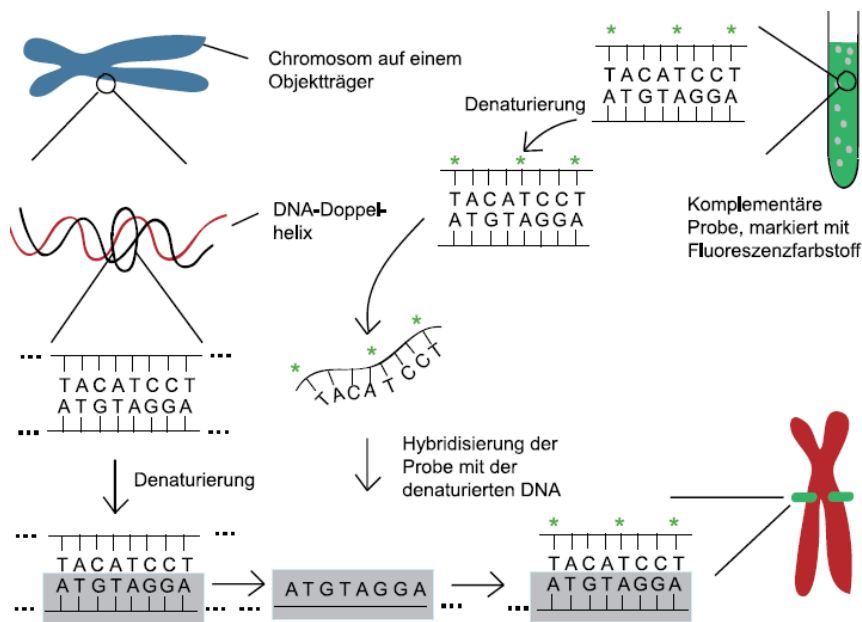 Chromosom auf einem
Objektträger
* * *
TACATCCT
ATGTAGGA
Denaturierung
* * *
TACATCCT
ATGTAGGA
Komplementäre
Probe, markiert mit
Fluoreszenzfarbstoff
DNA-Doppel-
helix
* * *
TACATCCT
... ...
TACATCCT
ATGTAGGA
... ...
Denaturierung
Hybridisierung der
Probe mit der
denaturierten DNA
... ...
TACATCCT
ATGTAGGA
... ...
ATGTAGGA
... ...
* * *
TACATCCT
ATGTAGGA